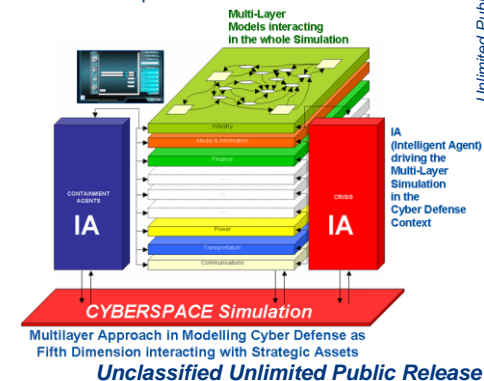 Multi-Layer
Models interacting
in the whole Simulation
Unlimited Publ
Industry
Media & Information
Finance
...
...
...
Power
Transportation
Communications
CONTAINMENT
AGENTS
IA
CRISIS
IA
IA
(Intelligent Agent)
driving the
Multi-Layer
Simulation
in the
Cyber Defense
Context
CYBERSPACE Simulation
Multilayer Approach in Modelling Cyber Defense as
Fifth Dimension interacting with Strategic Assets
Unclassified Unlimited Public Release